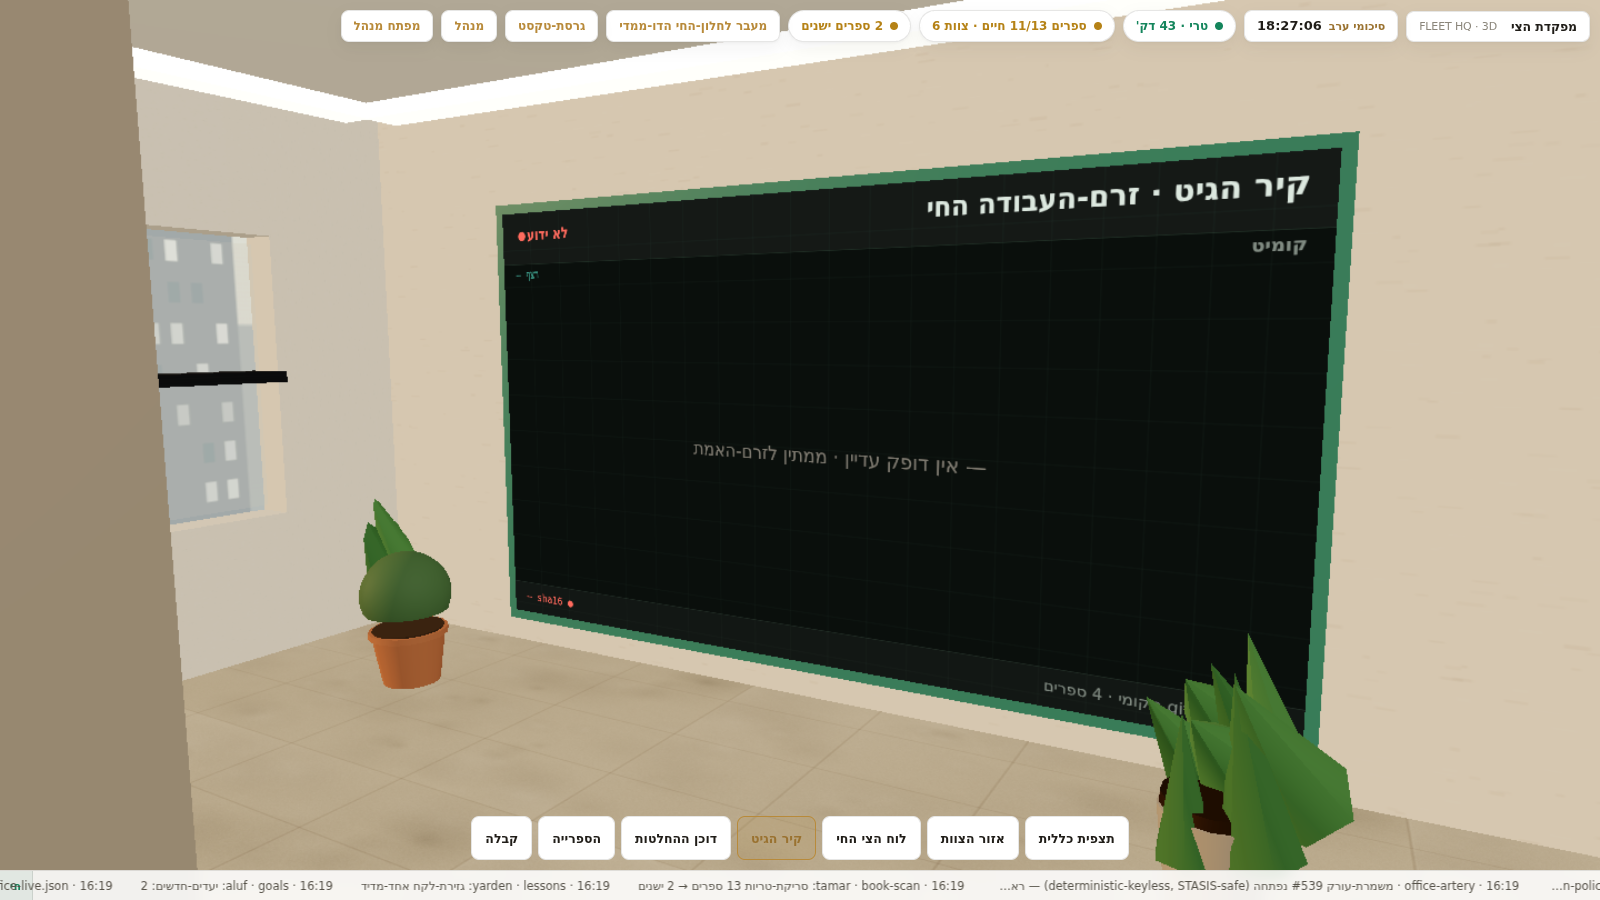 מפקדת הצי FLEET HQ · 3D
סיכומי ערב 18:27:06
טרי · 43 דק'
ספרים 11/13 חיים · צוות 6
2 ספרים ישנים
מעבר לחלון-החי הדו-ממדי
גרסת-טקסט
מנהל
מפתח מנהל
קיר הגיט · זרם-העבודה החי
לא ידוע
קומיט
רצף —
— אין דופק עדיין · ממתין לזרם-האמת
— sha16
קומי · 4 ספרים
תצפית כללית
אזור הצוות
לוח הצי החי
קיר הגיט
דוכן ההחלטות
הספרייה
קבלה
16:19 · office-artery · משמרת-עורק #539 נפתחה (deterministic-keyless, STASIS-safe) — רא...
16:19 · tamar · book-scan: סריקת-טריות 13 ספרים → 2 ישנים
16:19 · yarden · lessons: גזירת-לקח אחד-מדיד
16:19 · aluf · goals: יעדים-חדשים: 2
16:19 · live.json